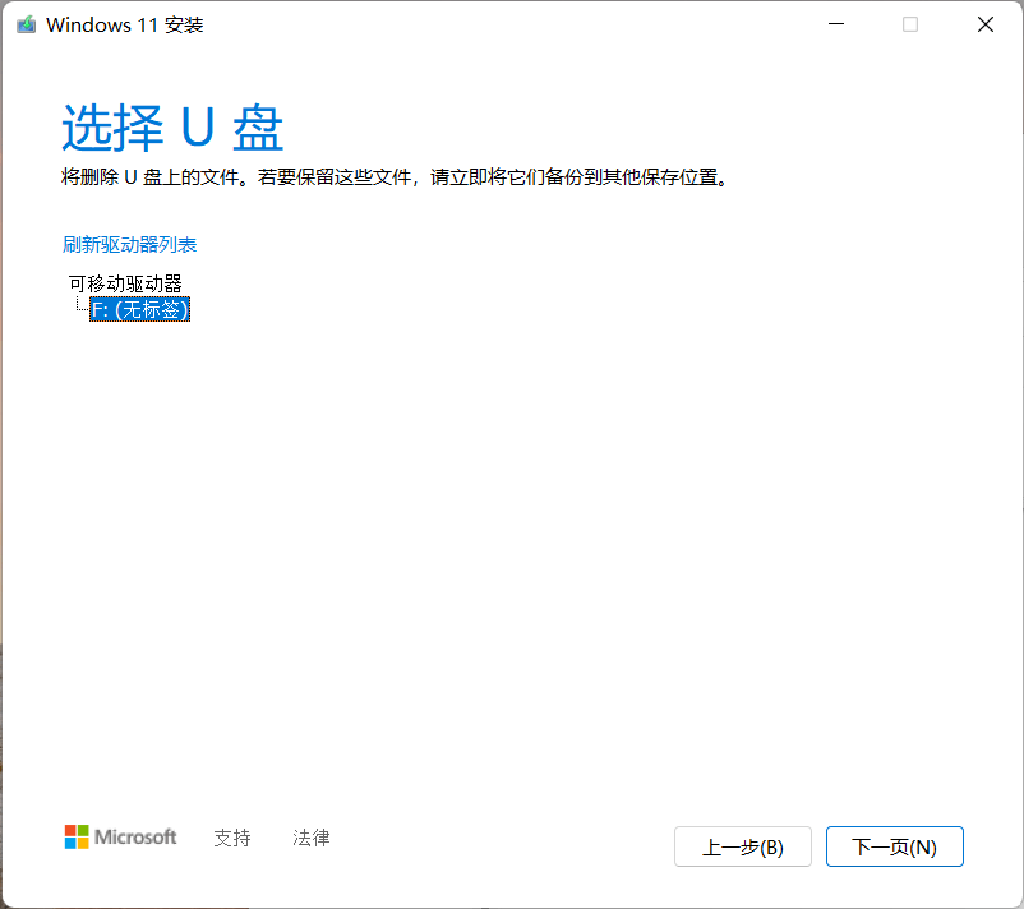 Windows 11 安装
选择 U 盘
将删除 U 盘上的文件。若要保留这些文件，请立即将它们备份到其他保存位置。
刷新驱动器列表
可移动驱动器
F: (无标签)
Microsoft 支持 法律 上一步(B) 下一页(N)